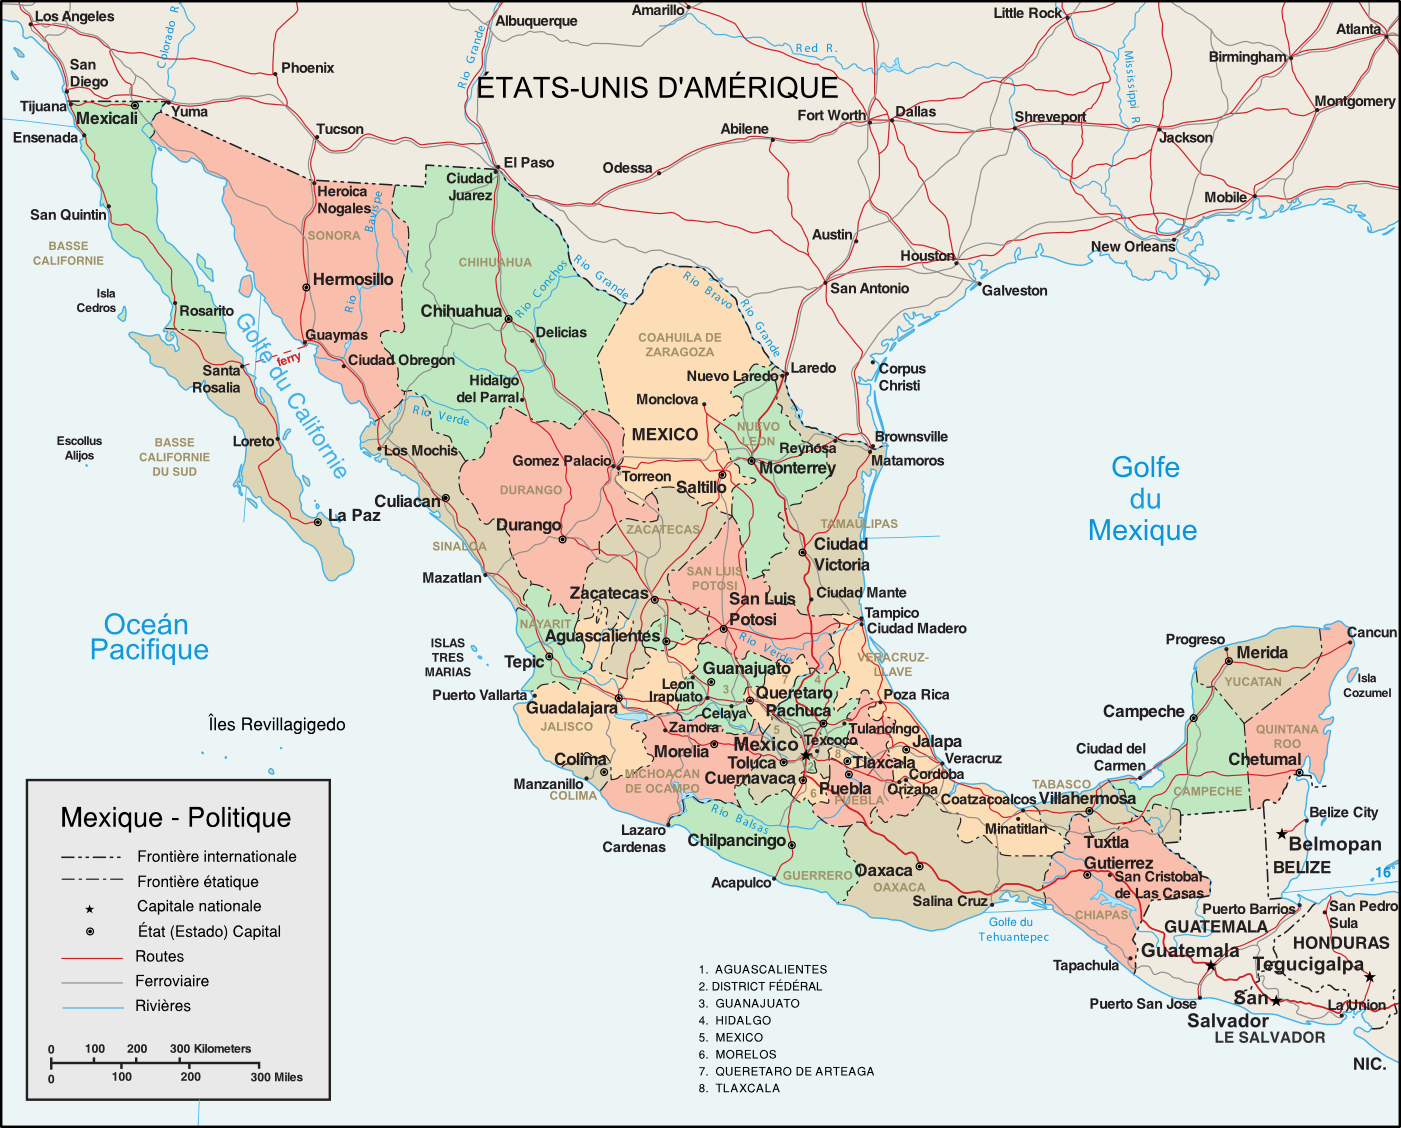 Los Angeles
Albuquerque
Amarillo
Little Rock
Atlanta
Colorado R.
Rio Grande
Red R.
Mississippi R.
San
Diego
Phoenix
ÉTATS-UNIS D'AMÉRIQUE
Birmingham
Tijuana
Mexicali
Yuma
Fort Worth
Dallas
Shreveport
Montgomery
Ensenada
Tucson
Abilene
Jackson
El Paso
Odessa
Ciudad
Juarez
Heroica
Nogales
Bavispe
San Quintin
Mobile
SONORA
Austin
New Orleans
BASSE
CALIFORNIE
CHIHUAHUA
Rio Conchos
Rio Grande
Rio Bravo
Houston
Hermosillo
San Antonio
Galveston
Isla
Cedros
Rosarito
Rio
Chihuahua
Rio Grande
Golfe du Californie
Guaymas
Delicias
COAHUILA DE
ZARAGOZA
ferry
Ciudad Obregon
Santa
Rosalia
Nuevo Laredo
Laredo
Corpus
Christi
Hidalgo
del Parral
Monclova
Rio Verde
MEXICO
NUEVO
LEON
Reynosa
Brownsville
Matamoros
Escollus
Alijos
BASSE
CALIFORNIE
DU SUD
Loreto
Los Mochis
Gomez Palacio
Torreon
Monterrey
Saltillo
Golfe
du
Mexique
Culiacan
DURANGO
La Paz
Durango
ZACATECAS
TAMAULIPAS
SINALOA
Ciudad
Victoria
Mazatlan
SAN LUIS
POTOSI
Zacatecas
San Luis
Potosi
Ciudad Mante
Tampico
Ciudad Madero
Océan
Pacifique
NAYARIT
Aguascalientes
1
Rio Verde
ISLAS
TRES
MARIAS
Tepic
Guanajuato
VERACRUZ-
LLAVE
Progreso
Merida
Cancun
YUCATAN
Isla
Cozumel
Leon
Irapuato
3
7
4
Queretaro
Puerto Vallarta
Guadalajara
Celaya
Pachuca
Poza Rica
Campeche
Îles Revillagigedo
JALISCO
Zamora
5
Tulancingo
QUINTANA
ROO
Morelia
Mexico
Texcoco
Jalapa
Ciudad del
Carmen
Chetumal
Colima
Toluca
2
8
Tlaxcala
Veracruz
Manzanillo
COLIMA
MICHOACAN
DE OCAMPO
Cuernavaca
6
Puebla
PUEBLA
Cordoba
Orizaba
TABASCO
CAMPECHE
Coatzacoalcos
Villahermosa
Minatitlan
Belize City
Rio Balsas
Lazaro
Cardenas
Chilpancingo
Belmopan
BELIZE
Tuxtla
Gutierrez
San Cristobal
de Las Casas
Acapulco
GUERRERO
Oaxaca
OAXACA
Salina Cruz
16°
CHIAPAS
Golfe du
Tehuantepec
Puerto Barrios
San Pedro
Sula
GUATEMALA
HONDURAS
Guatemala
Tegucigalpa
Tapachula
Puerto San Jose
San
Salvador
La Union
LE SALVADOR
NIC.
Mexique - Politique
Frontière internationale
Frontière étatique
Capitale nationale
État (Estado) Capital
Routes
Ferroviaire
Rivières
0 100 200 300 Kilometers
0 100 200 300 Miles
1. AGUASCALIENTES
2. DISTRICT FÉDÉRAL
3. GUANAJUATO
4. HIDALGO
5. MEXICO
6. MORELOS
7. QUERETARO DE ARTEAGA
8. TLAXCALA